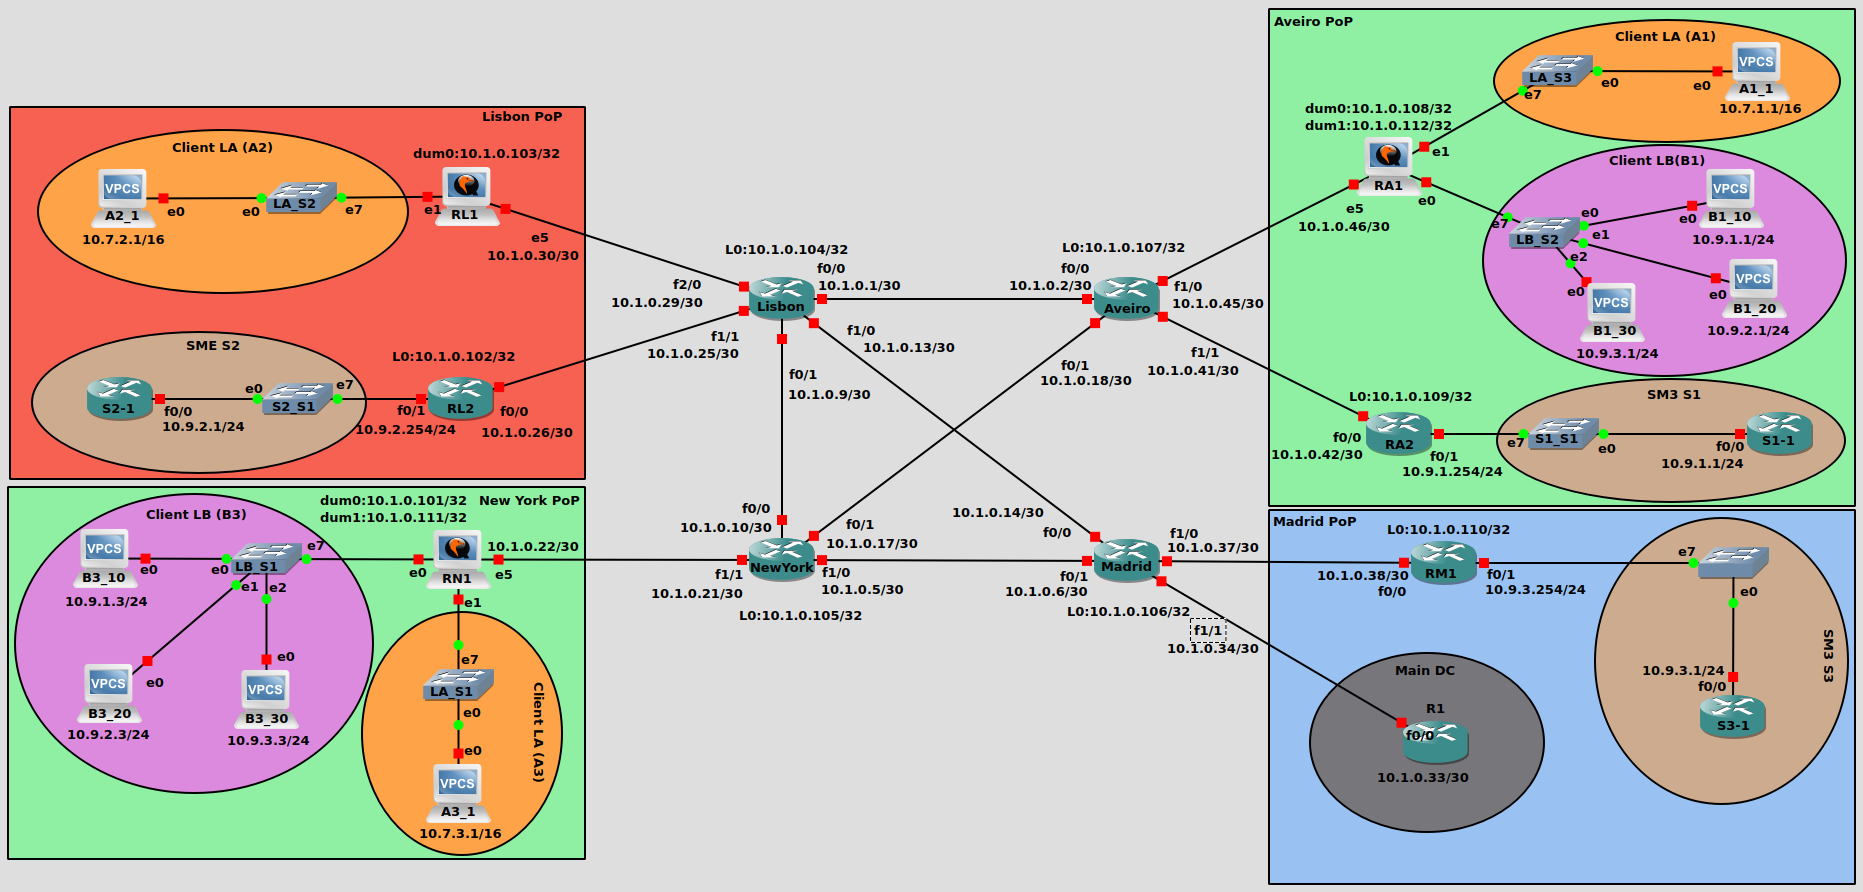 Lisbon PoP
Client LA (A2)
VPCS
A2_1
e0
10.7.2.1/16
e0
LA_S2
e7
dum0:10.1.0.103/32
e1
RL1
e5
10.1.0.30/30
SME S2
S2-1
f0/0
10.9.2.1/24
e0
S2_S1
e7
L0:10.1.0.102/32
f0/1
RL2
f0/0
10.9.2.254/24
10.1.0.26/30
New York PoP
dum0:10.1.0.101/32
dum1:10.1.0.111/32
Client LB (B3)
VPCS
B3_10
e0
10.9.1.3/24
e0
LB_S1
e7
e1
e2
VPCS
B3_20
e0
10.9.2.3/24
e0
VPCS
B3_30
10.9.3.3/24
e0
RN1
e5
10.1.0.22/30
e1
Client LA (A3)
e7
LA_S1
e0
e0
VPCS
A3_1
10.7.3.1/16
L0:10.1.0.104/32
f2/0
10.1.0.29/30
f0/0
10.1.0.1/30
Lisbon
f1/1
10.1.0.25/30
f1/0
10.1.0.13/30
f0/1
10.1.0.9/30
L0:10.1.0.107/32
f0/0
10.1.0.2/30
Aveiro
f1/0
10.1.0.45/30
f0/1
10.1.0.18/30
f1/1
10.1.0.41/30
f0/0
10.1.0.10/30
f0/1
10.1.0.17/30
NewYork
f1/1
10.1.0.21/30
f1/0
10.1.0.5/30
L0:10.1.0.105/32
10.1.0.14/30
f0/0
Madrid
f1/0
10.1.0.37/30
f0/1
10.1.0.6/30
L0:10.1.0.106/32
f1/1
10.1.0.34/30
Aveiro PoP
Client LA (A1)
LA_S3
e7
e0
e0
VPCS
A1_1
10.7.1.1/16
dum0:10.1.0.108/32
dum1:10.1.0.112/32
e1
RA1
e5
e0
10.1.0.46/30
Client LB(B1)
e7
LB_S2
e0
e1
e2
e0
VPCS
B1_10
10.9.1.1/24
e0
VPCS
B1_20
10.9.2.1/24
e0
VPCS
B1_30
10.9.3.1/24
L0:10.1.0.109/32
f0/0
RA2
10.1.0.42/30
f0/1
10.9.1.254/24
SM3 S1
e7
S1_S1
e0
f0/0
S1-1
10.9.1.1/24
Madrid PoP
L0:10.1.0.110/32
10.1.0.38/30
f0/0
RM1
f0/1
10.9.3.254/24
e7
e0
SM3 S3
10.9.3.1/24
f0/0
S3-1
Main DC
R1
f0/0
10.1.0.33/30